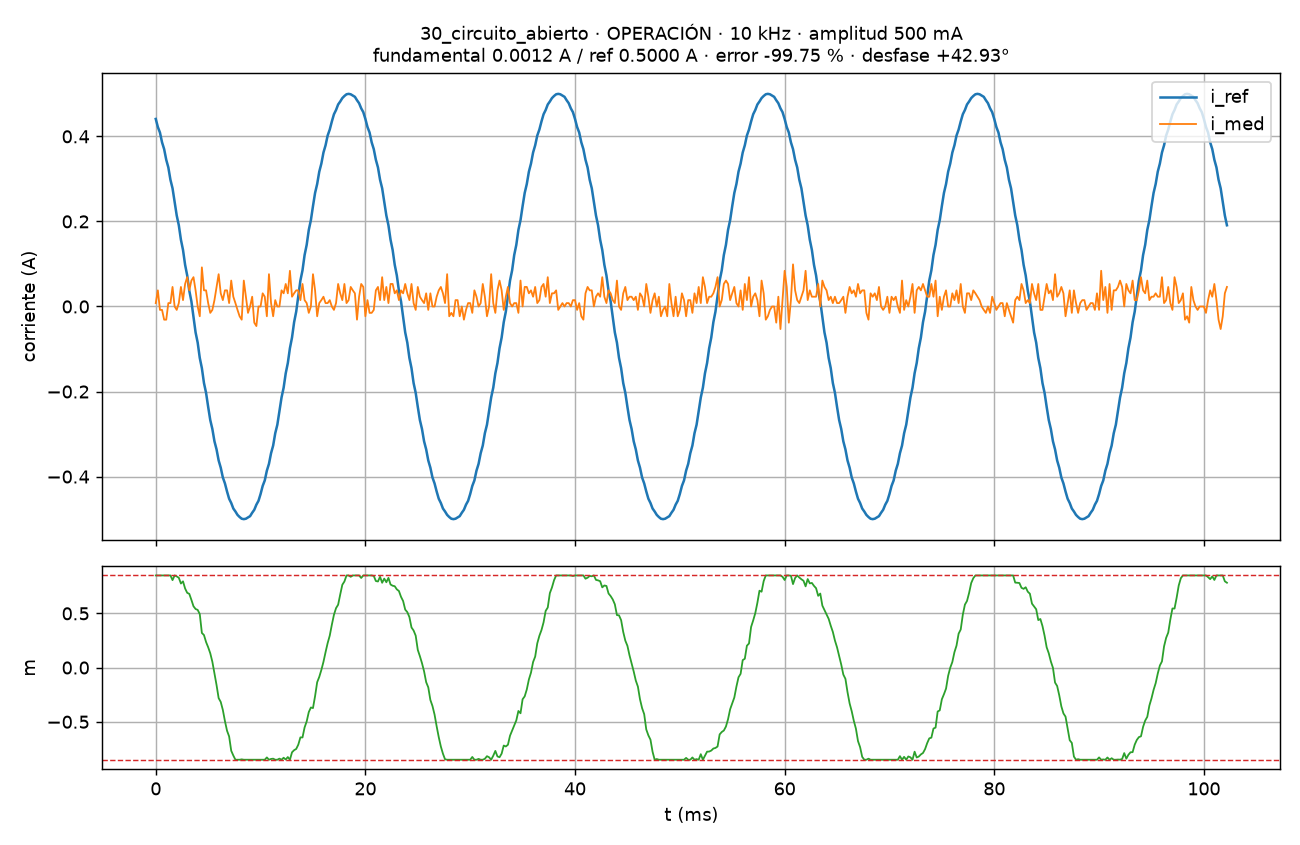 30_circuito_abierto · OPERACIÓN · 10 kHz · amplitud 500 mA
fundamental 0.0012 A / ref 0.5000 A · error -99.75 % · desfase +42.93°
i_ref
i_med
corriente (A)
0.4
0.2
0.0
−0.2
−0.4
m
0.5
0.0
−0.5
0
20
40
60
80
100
t (ms)